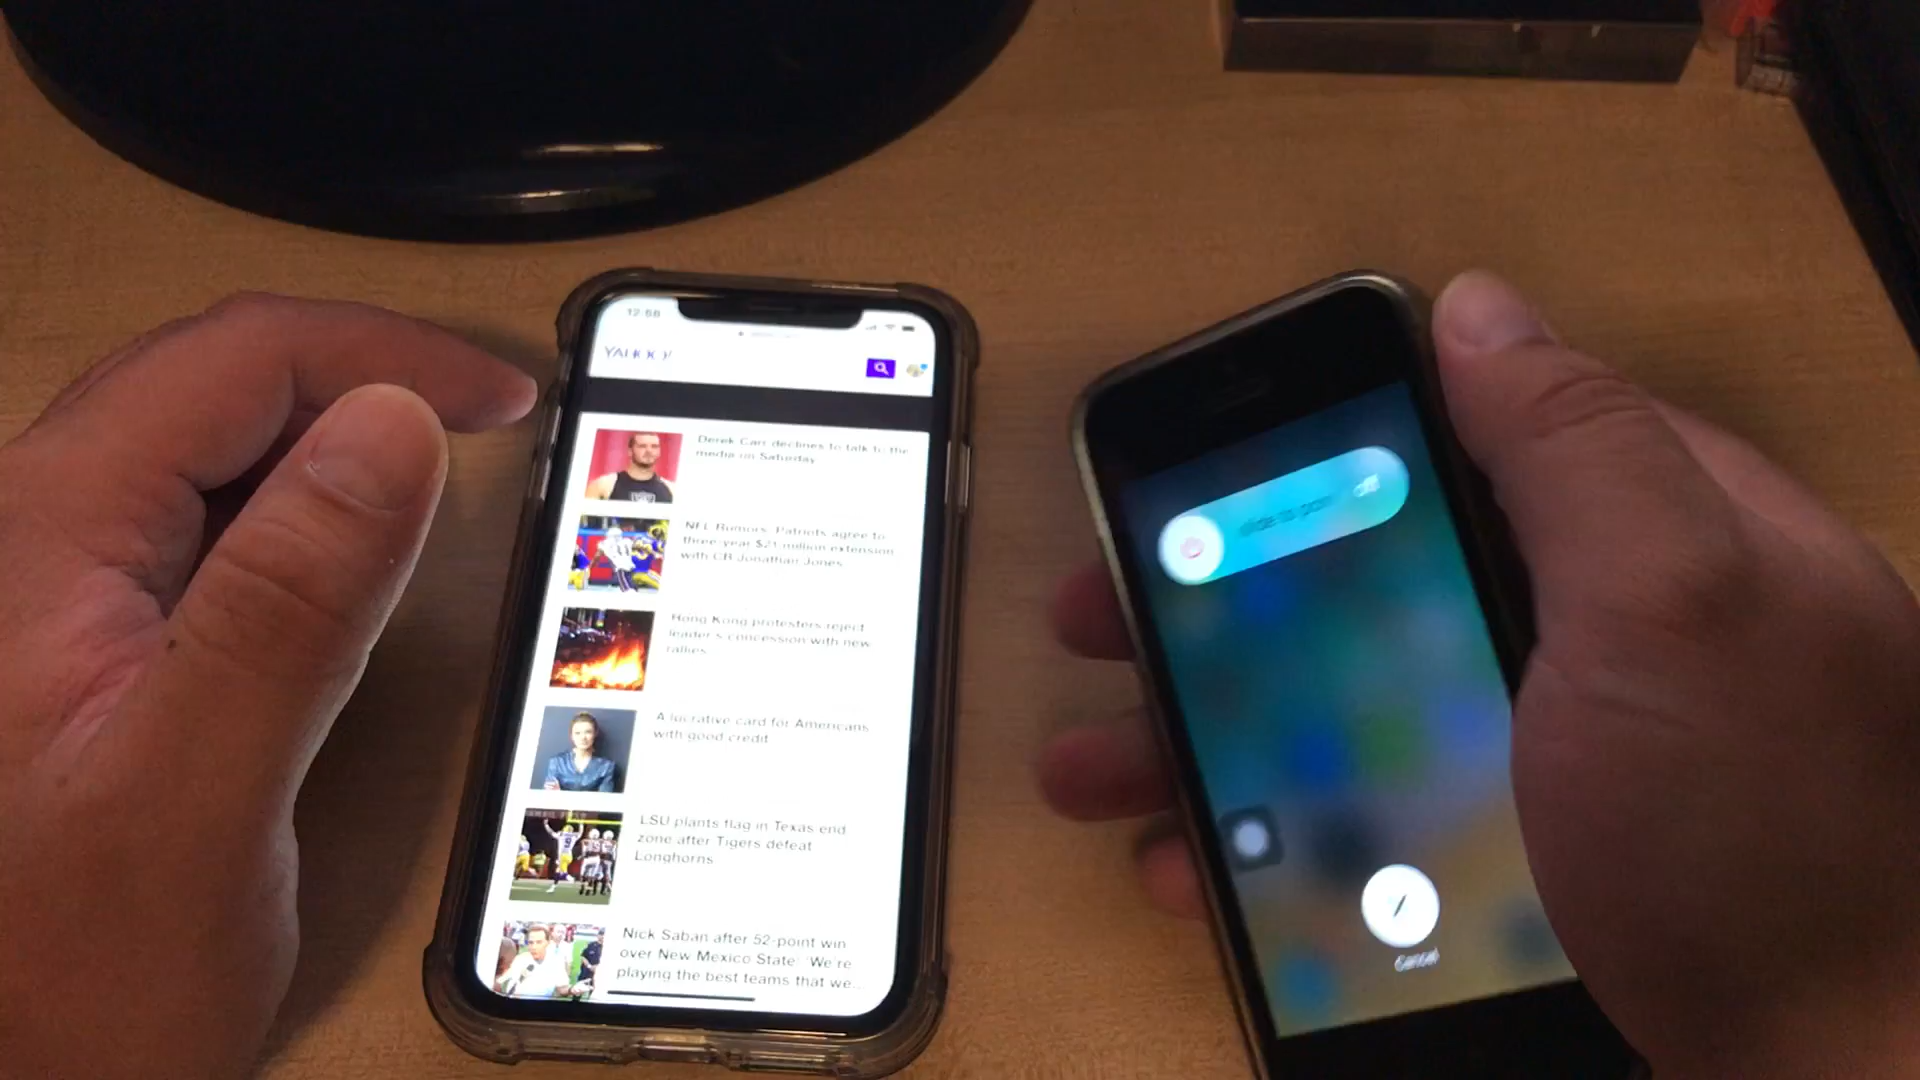 12:58
YAHOO!
Derek Carr declines to talk to the
media on Saturday
NFL Rumors: Patriots agree to
three-year $21 million extension
with CB Jonathan Jones
Hong Kong protesters reject
leader's concession with new
rallies
A lucrative card for Americans
with good credit
LSU plants flag in Texas end
zone after Tigers defeat
Longhorns
Nick Saban after 52-point win
over New Mexico State: 'We're
playing the best teams that we...
slide to power off
Cancel